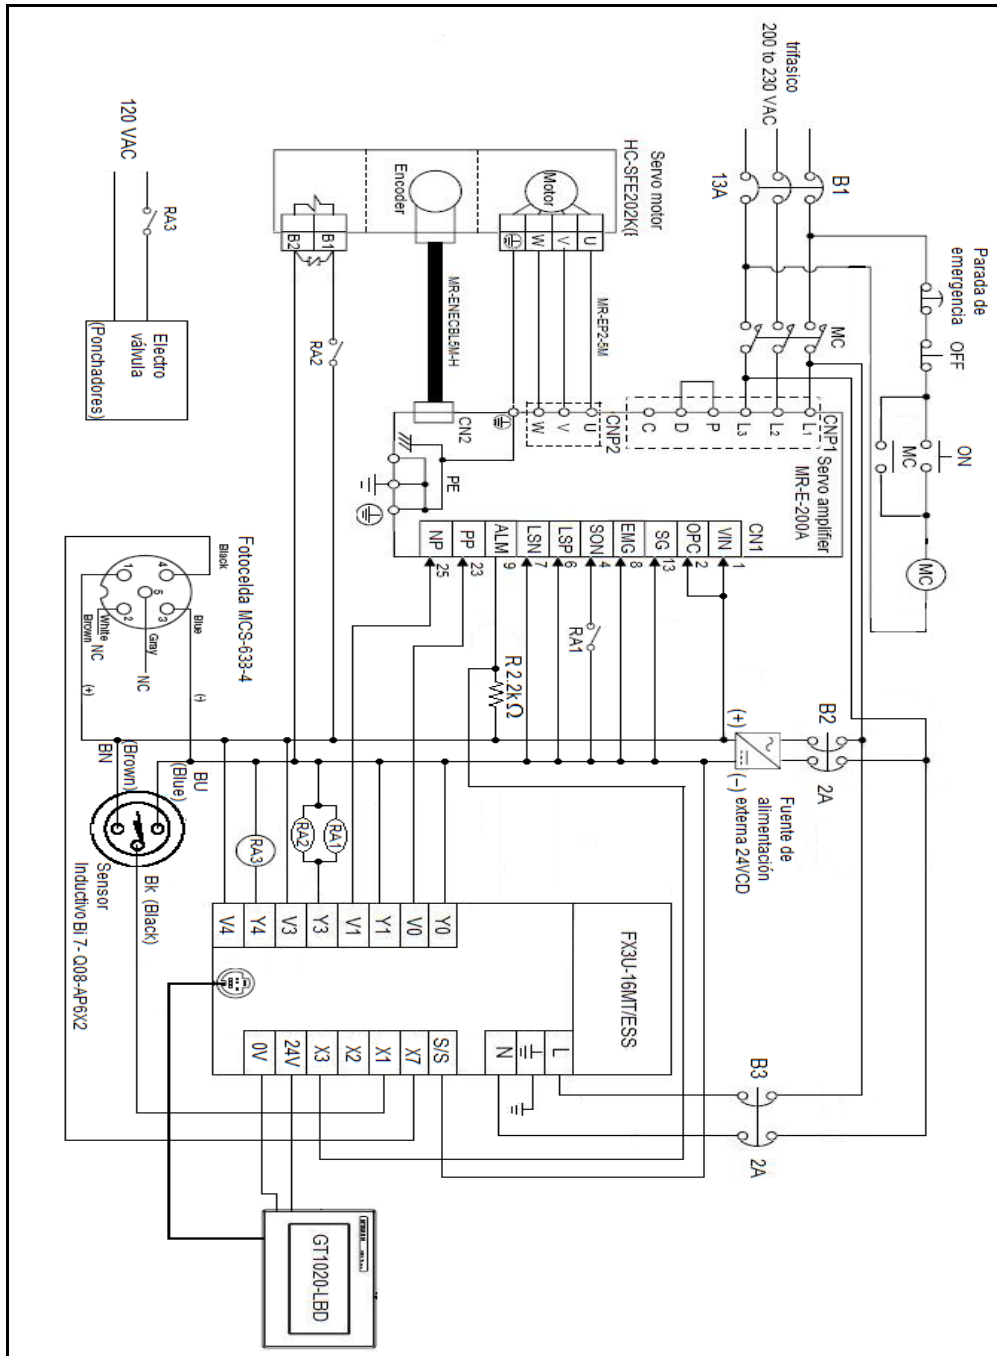 trifasico
200 to 230 VAC
13A
B1
Parada de
emergencia
OFF
ON
MC
MC
MC
Servo motor
HC-SFE202K(
Motor
Encoder
U
V
W
B1
B2
MR-EP2-5M
MR-ENECBL5M-H
RA2
120 VAC
RA3
Electro
válvula
(Ponchadores)
CNP1
L1
L2
L3
P
D
C
CNP2
U
V
W
CN2
PE
Servo amplifier
MR-E-200A
CN1
VIN
OPC
SG
EMG
SON
LSP
LSN
ALM
PP
NP
1
2
13
8
4
6
7
9
23
25
RA1
R 2.2kΩ
Fotocelda MCS-633-4
Black
Blue
White
NC
Brown
Gray
NC
1
2
3
4
5
(+)
(-)
BN
(Brown)
BU
(Blue)
Bk (Black)
Sensor
Inductivo Bi 7- Q08-AP6X2
B2
2A
(+)
(−)
Fuente de
alimentación
externa 24VCD
RA1
RA2
RA3
FX3U-16MT/ESS
Y0
V0
Y1
V1
Y3
V3
Y4
V4
L
N
S/S
X7
X1
X2
X3
24V
0V
B3
2A
GT1020-LBD